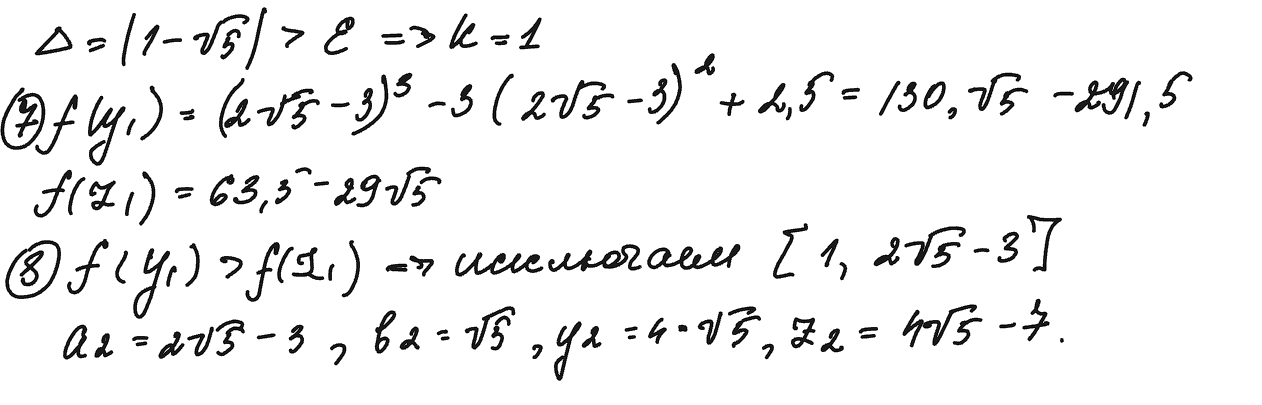 Δ = |1 - √5| > ε => k = 1
⑦ f(y₁) = (2√5 - 3)³ - 3(2√5 - 3)² + 2,5 = 130,√5 - 291,5
f(z₁) = 63,5 - 29√5
⑧ f(y₁) > f(z₁) => исключаем [1, 2√5 - 3]
a₂ = 2√5 - 3, b₂ = √5, y₂ = 4·√5, z₂ = 4√5 - 7.